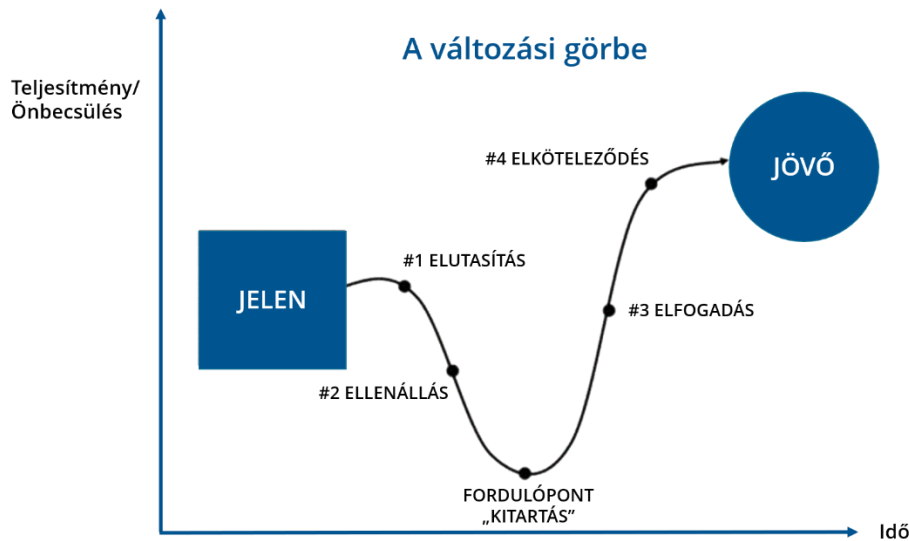 A változási görbe
Teljesítmény/
Önbecsülés
#4 ELKÖTELEZŐDÉS
JÖVŐ
#1 ELUTASÍTÁS
JELEN
#3 ELFOGADÁS
#2 ELLENÁLLÁS
FORDULÓPONT
„KITARTÁS”
Idő